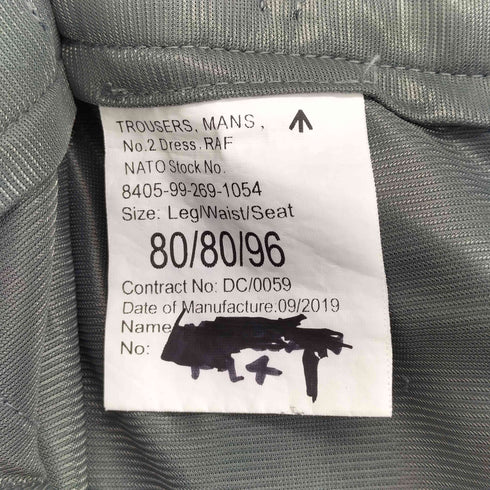 TROUSERS, MANS,
No.2 Dress. RAF
NATO Stock No.
8405-99-269-1054
Size: Leg/Waist/Seat
80/80/96
Contract No: DC/0059
Date of Manufacture:09/2019
Name
No: